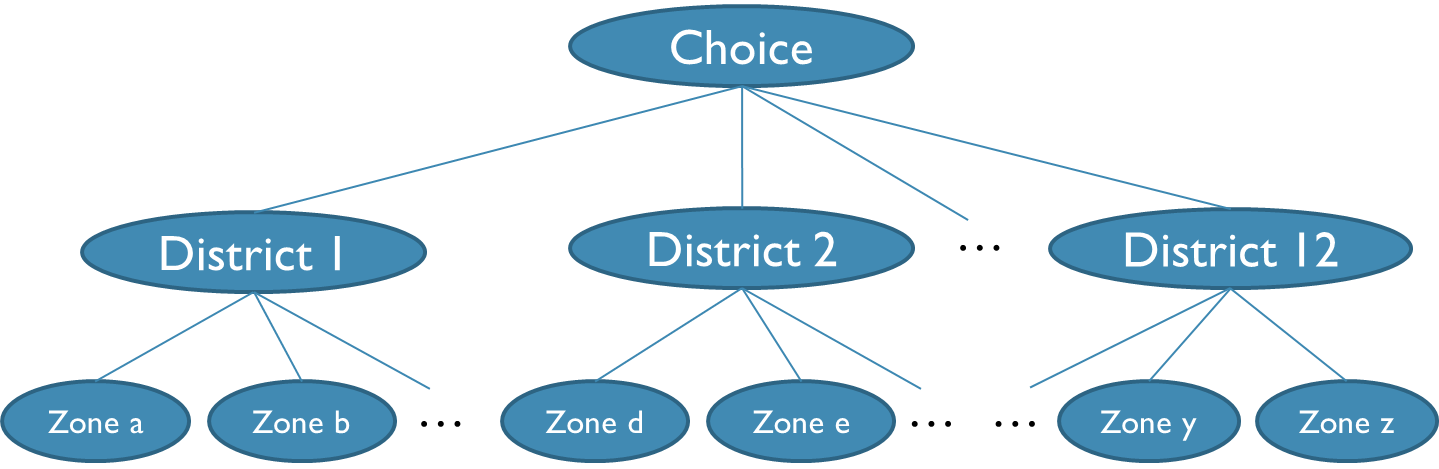 Choice
District 1
District 2
...
District 12
Zone a
Zone b
...
Zone d
Zone e
...
...
Zone y
Zone z